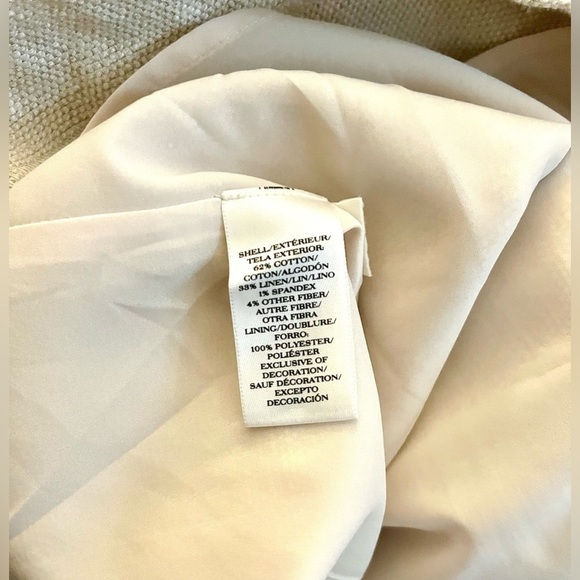 SHELL/EXTÉRIEUR/
TELA EXTERIOR:
62% COTTON/
COTON/ALGODÓN
33% LINEN/LIN/LINO
1% SPANDEX
4% OTHER FIBER/
AUTRE FIBRE/
OTRA FIBRA
LINING/DOUBLURE/
FORRO:
100% POLYESTER/
POLIÉSTER
EXCLUSIVE OF
DECORATION/
SAUF DÉCORATION/
EXCEPTO
DECORACIÓN